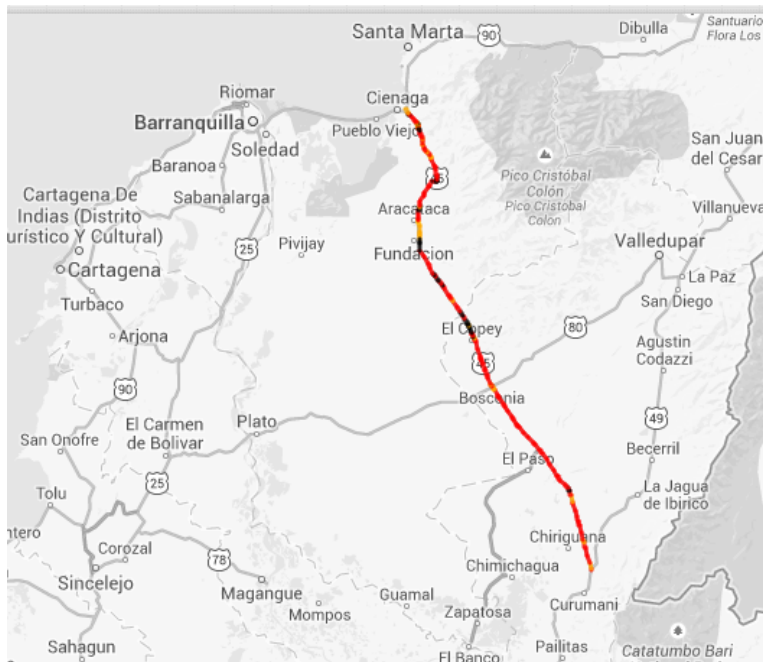 Santa Marta
90
Dibulla
Santuario
Flora Los
Riomar
Cienaga
Barranquilla
Pueblo Viejo
Soledad
San Juan
del Cesar
Baranoa
Pico Cristóbal
Colón
Pico Cristobal
Colon
Cartagena De
Indias (Distrito
urístico Y Cultural)
Sabanalarga
Aracataca
Villanueva
25
Pivijay
Fundacion
Valledupar
Cartagena
La Paz
San Diego
Turbaco
El Copey
80
Arjona
Agustin
Codazzi
45
90
Bosconia
49
El Carmen
de Bolivar
Plato
San Onofre
Becerril
El Paso
25
La Jagua
de Ibirico
Tolu
Chiriguana
ntero
Corozal
78
Chimichagua
Sincelejo
Magangue
Guamal
Curumani
Mompos
Zapatosa
Sahagun
Pailitas
Catatumbo Bari
El Banco